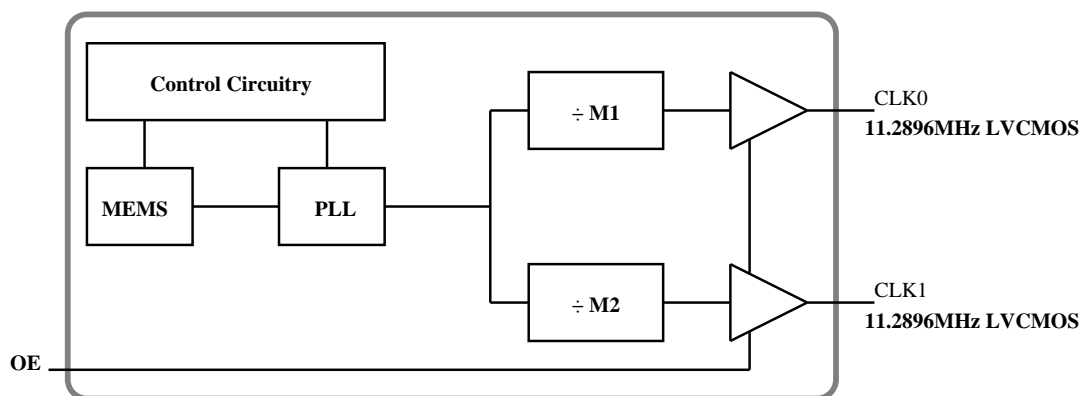 Control Circuitry
MEMS
PLL
÷ M1
÷ M2
CLK0
11.2896MHz LVCMOS
CLK1
11.2896MHz LVCMOS
OE